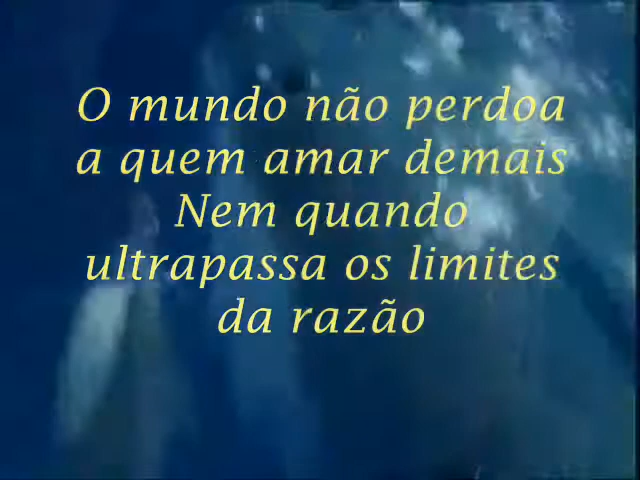 O mundo não perdoa
a quem amar demais
Nem quando
ultrapassa os limites
da razão